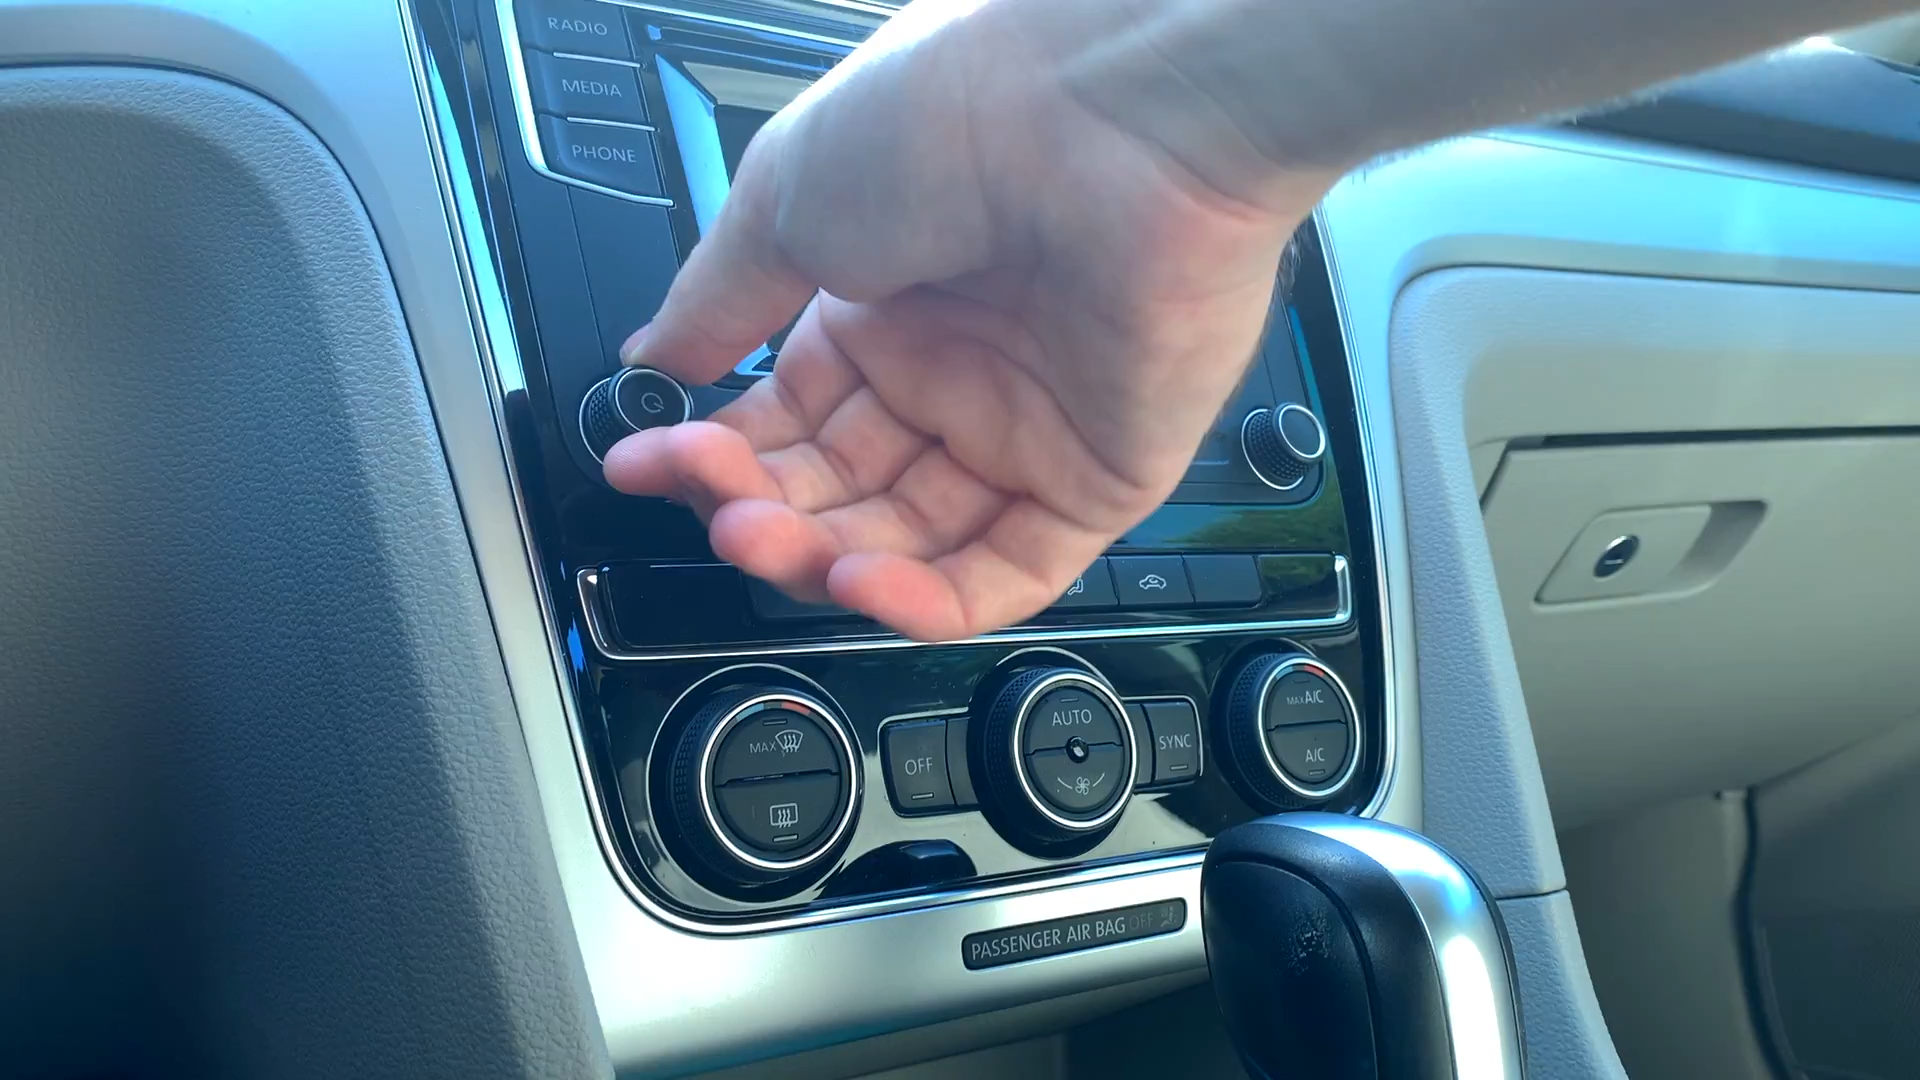 RADIO
MEDIA
PHONE
MAX
OFF
AUTO
SYNC
MAX A/C
A/C
PASSENGER AIR BAG OFF